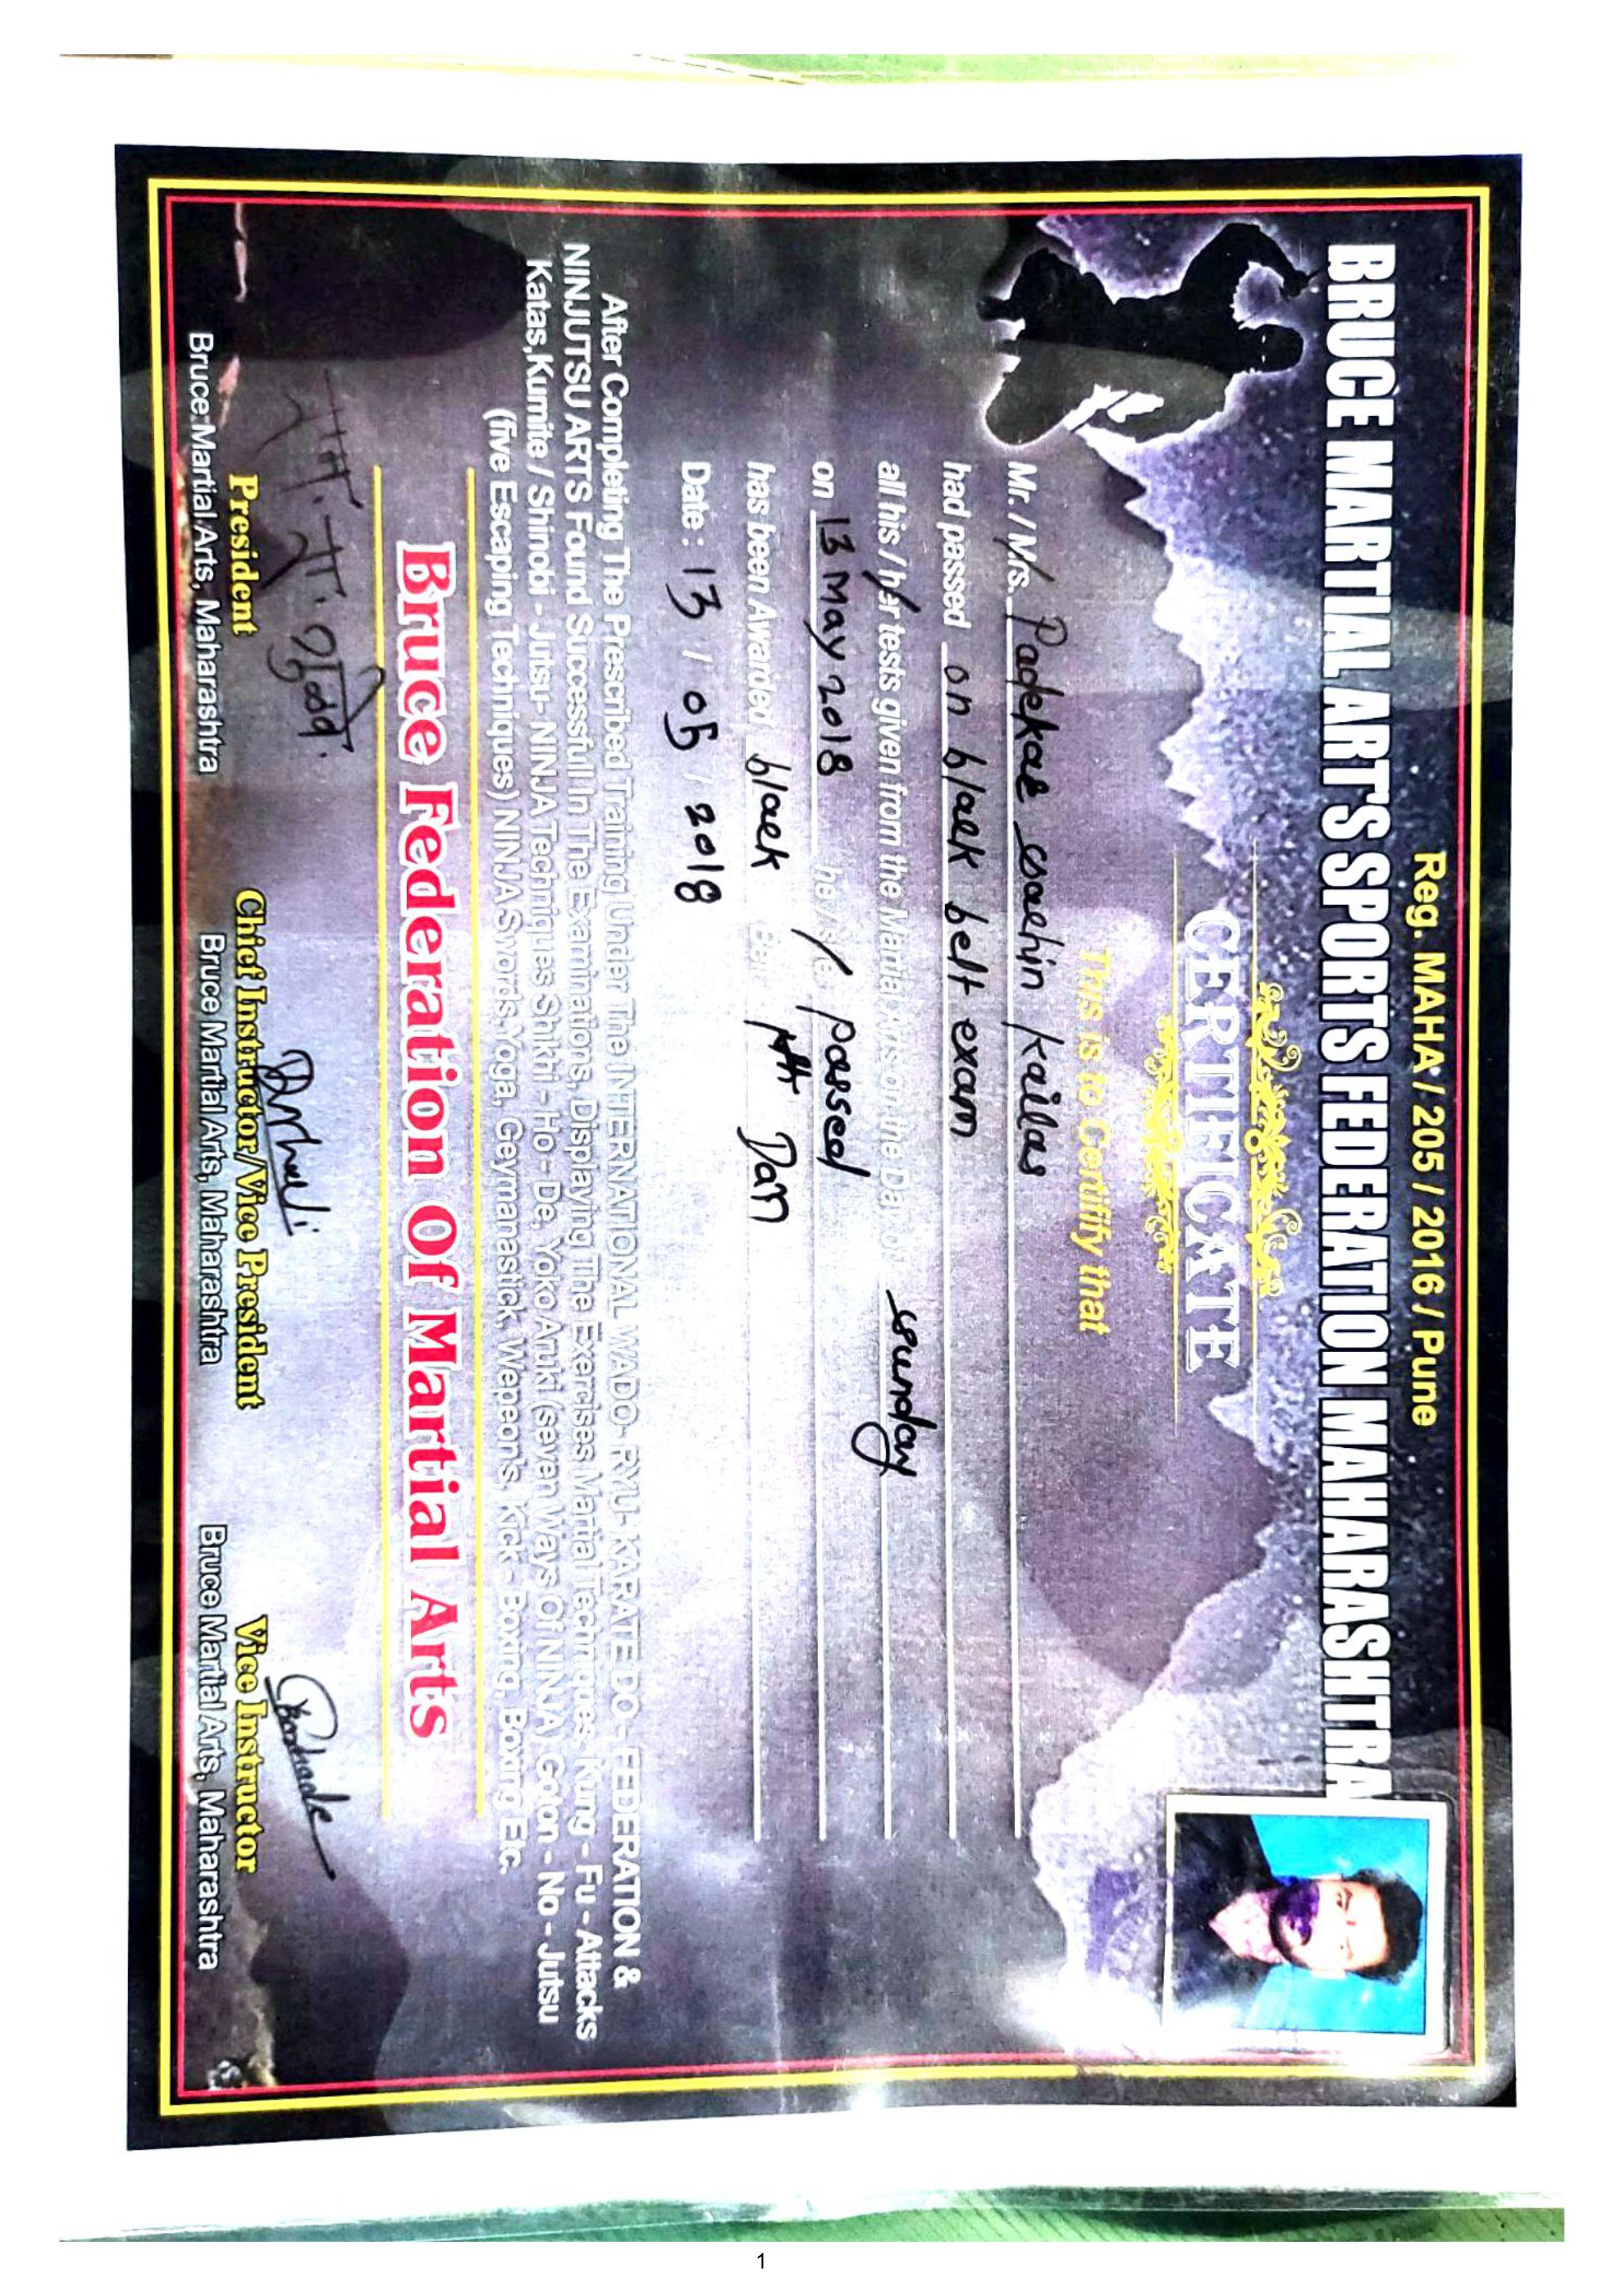 Reg. MAHA / 205 / 2016 / Pune
BRUCE MARTIAL ART'S SPORTS FEDERATION MAHARASHTRA
CERTIFICATE
This is to Certifify that
Mr. / Mrs. Padekar sachin Kailas
had passed on black belt exam
all his / her tests given from the Martial Arts on the Day of sunday
on 13 May 2018 he / she passed
has been Awarded black Belt Dan
Date : 13 / 05 / 2018
After Completing The Prescribed Training Under The INTERNATIONAL WADO- RYU- KARATE DO - FEDERATION &
NINJUTSU ARTS Found Successfull In The Examinations, Displaying The Exercises Martial Techniques, Kung - Fu - Attacks
Katas,Kumite / Shinobi - Jutsu- NINJA Techniques Shikhi - Ho - De, Yoko Aruki (seven Ways Of NINJA) Goton - No - Jutsu
(five Escaping Techniques) NINJA Swords,Yoga, Geymanastick, Wepeon's, Kick - Boxing, Boxing Etc.
Bruce Federation Of Martial Arts
President
Bruce Martial Arts, Maharashtra
Chief Instructor/Vice President
Bruce Martial Arts, Maharashtra
Vice Instructor
Bruce Martial Arts, Maharashtra
1